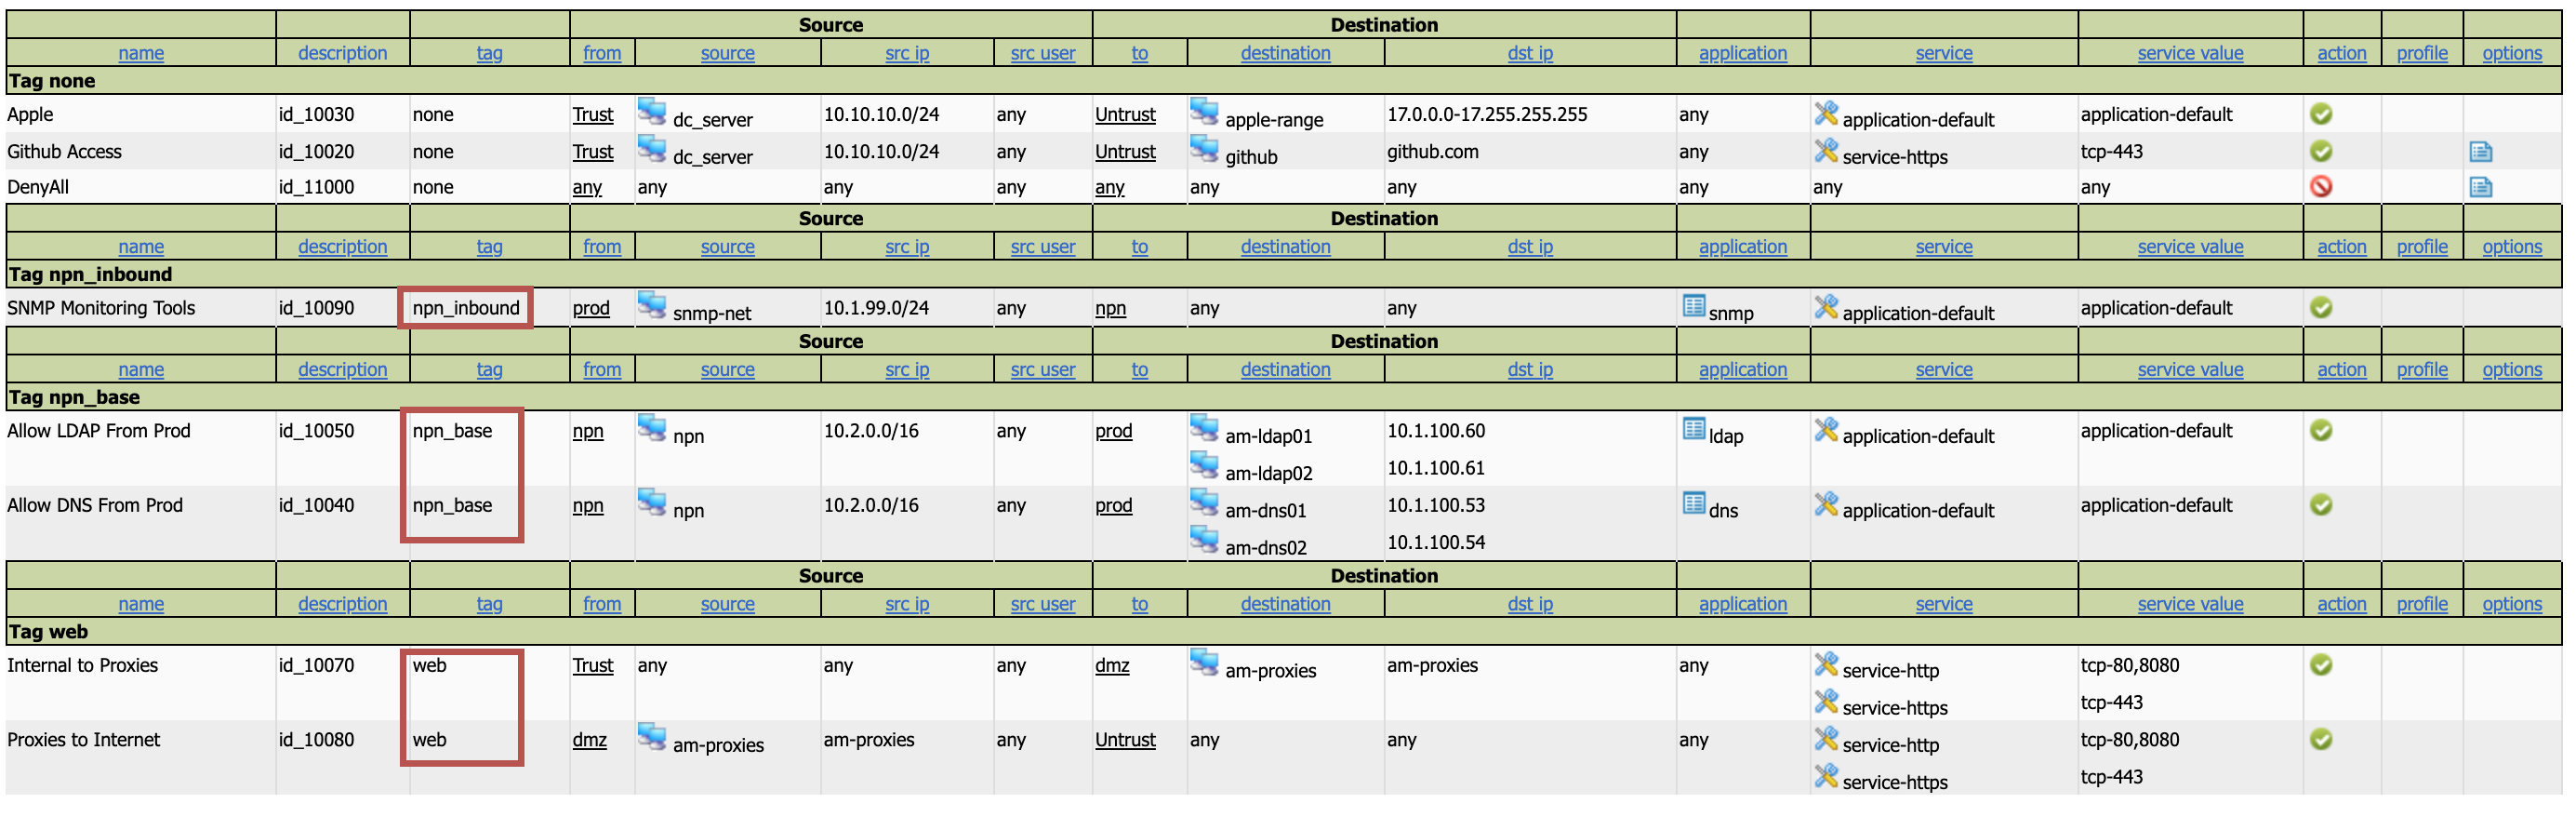 Source Destination
name description tag from source src ip src user to destination dst ip application service service value action profile options
Tag none
Apple id_10030 none Trust dc_server 10.10.10.0/24 any Untrust apple-range 17.0.0.0-17.255.255.255 any application-default application-default
Github Access id_10020 none Trust dc_server 10.10.10.0/24 any Untrust github github.com any service-https tcp-443
DenyAll id_11000 none any any any any any any any any any any
Source Destination
name description tag from source src ip src user to destination dst ip application service service value action profile options
Tag npn_inbound
SNMP Monitoring Tools id_10090 npn_inbound prod snmp-net 10.1.99.0/24 any npn any any snmp application-default application-default
Source Destination
name description tag from source src ip src user to destination dst ip application service service value action profile options
Tag npn_base
Allow LDAP From Prod id_10050 npn_base npn npn 10.2.0.0/16 any prod am-ldap01 10.1.100.60 ldap application-default application-default
am-ldap02 10.1.100.61
Allow DNS From Prod id_10040 npn_base npn npn 10.2.0.0/16 any prod am-dns01 10.1.100.53 dns application-default application-default
am-dns02 10.1.100.54
Source Destination
name description tag from source src ip src user to destination dst ip application service service value action profile options
Tag web
Internal to Proxies id_10070 web Trust any any any dmz am-proxies am-proxies any service-http tcp-80,8080
service-https tcp-443
Proxies to Internet id_10080 web dmz am-proxies am-proxies any Untrust any any any service-http tcp-80,8080
service-https tcp-443